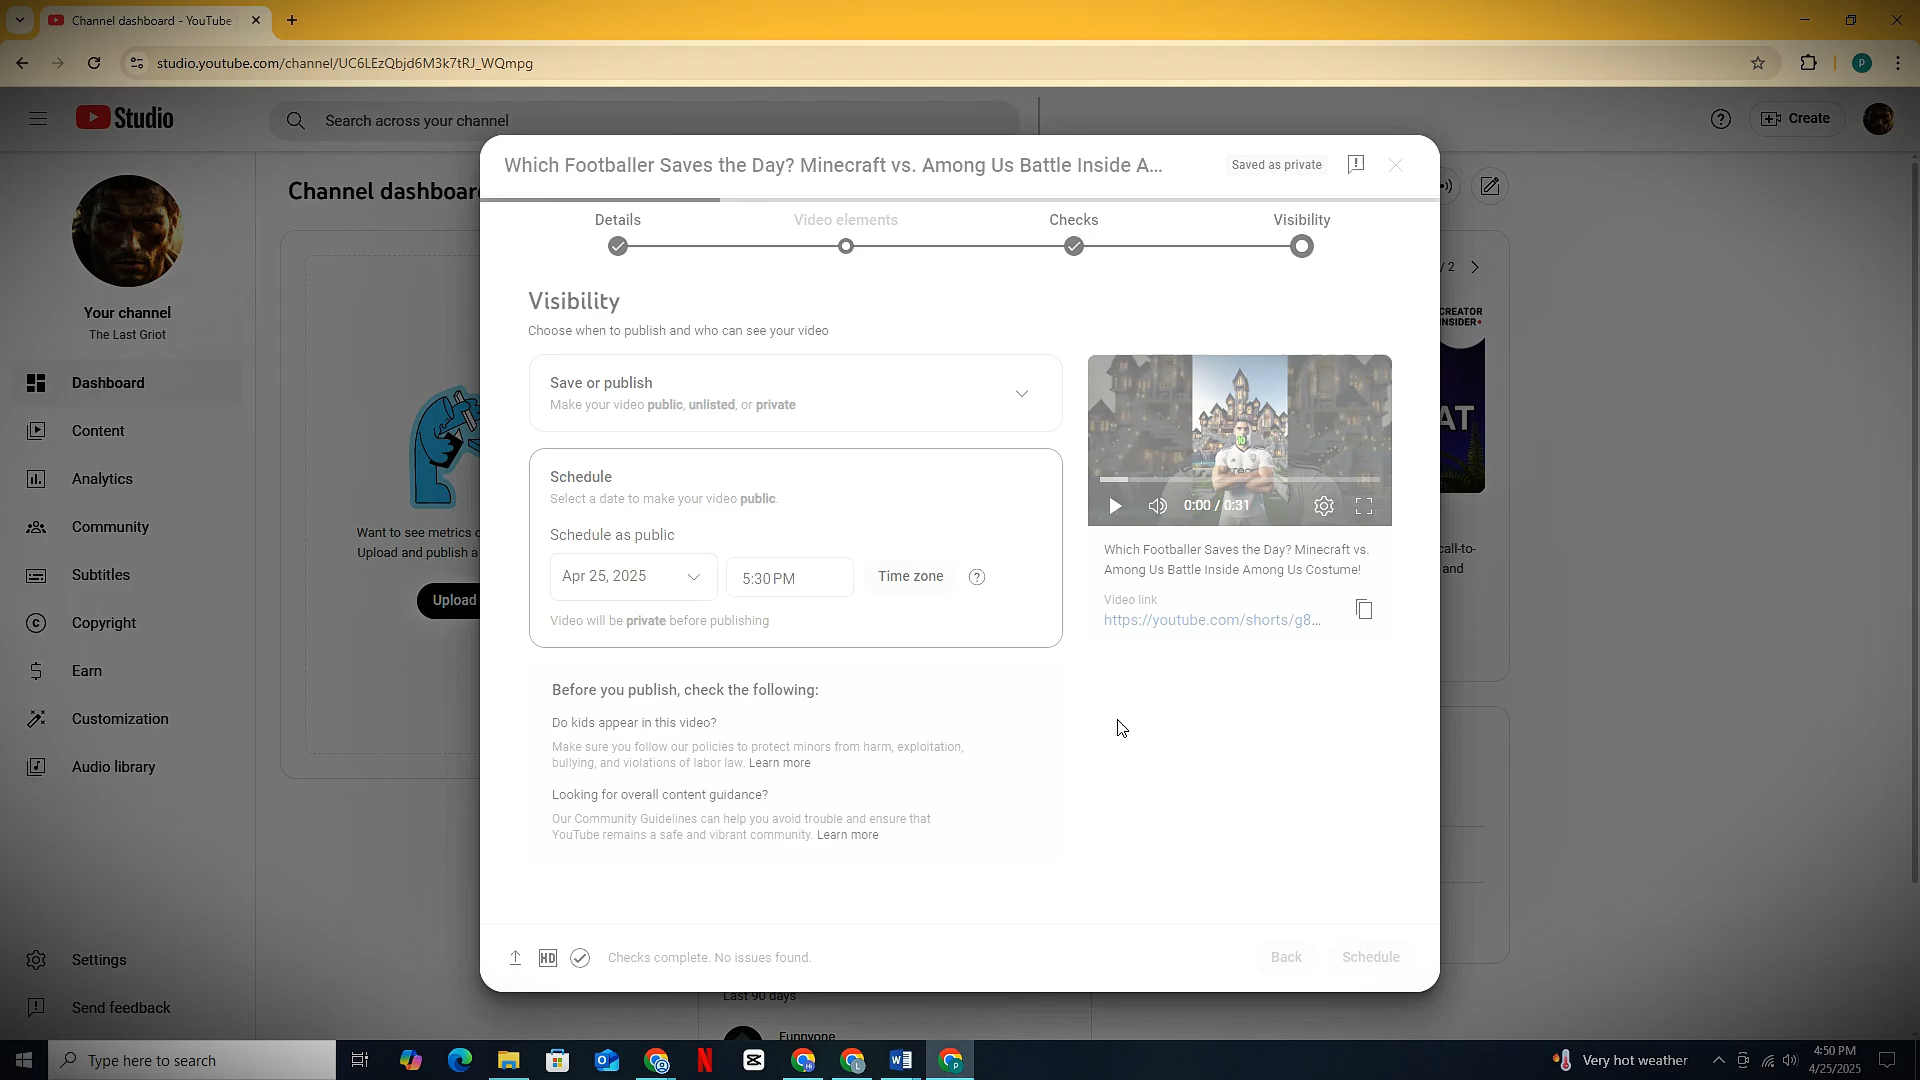 Channel dashboard - YouTube
studio.youtube.com/channel/UC6LEzQbjd6M3k7tRJ_WQmpg
Studio
Search across your channel
Create
Channel dashboard
Which Footballer Saves the Day? Minecraft vs. Among Us Battle Inside A...
Saved as private
Details
Video elements
Checks
Visibility
Your channel
The Last Griot
Dashboard
Content
Analytics
Community
Subtitles
Copyright
Earn
Customization
Audio library
Settings
Send feedback
Want to see metrics
Upload and publish a
Upload
Visibility
Choose when to publish and who can see your video
Save or publish
Make your video public, unlisted, or private
Schedule
Select a date to make your video public.
Schedule as public
Apr 25, 2025
5:30 PM
Time zone
Video will be private before publishing
Before you publish, check the following:
Do kids appear in this video?
Make sure you follow our policies to protect minors from harm, exploitation,
bullying, and violations of labor law. Learn more
Looking for overall content guidance?
Our Community Guidelines can help you avoid trouble and ensure that
YouTube remains a safe and vibrant community. Learn more
0:00 / 0:31
Which Footballer Saves the Day? Minecraft vs.
Among Us Battle Inside Among Us Costume!
Video link
https://youtube.com/shorts/g8...
/ 2
CREATOR
INSIDER
AT
call-to-
and
HD
Checks complete. No issues found.
Back
Schedule
Last 90 days
Funnyone
Type here to search
Very hot weather
4:50 PM
4/25/2025